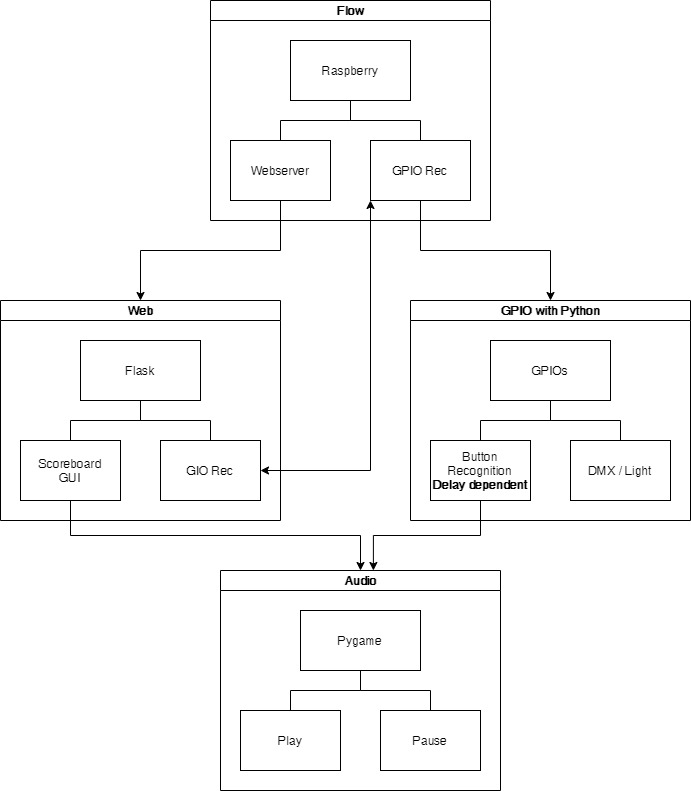 Flow
Raspberry
Webserver
GPIO Rec
Web
Flask
Scoreboard
GUI
GIO Rec
GPIO with Python
GPIOs
Button
Recognition
Delay dependent
DMX / Light
Audio
Pygame
Play
Pause